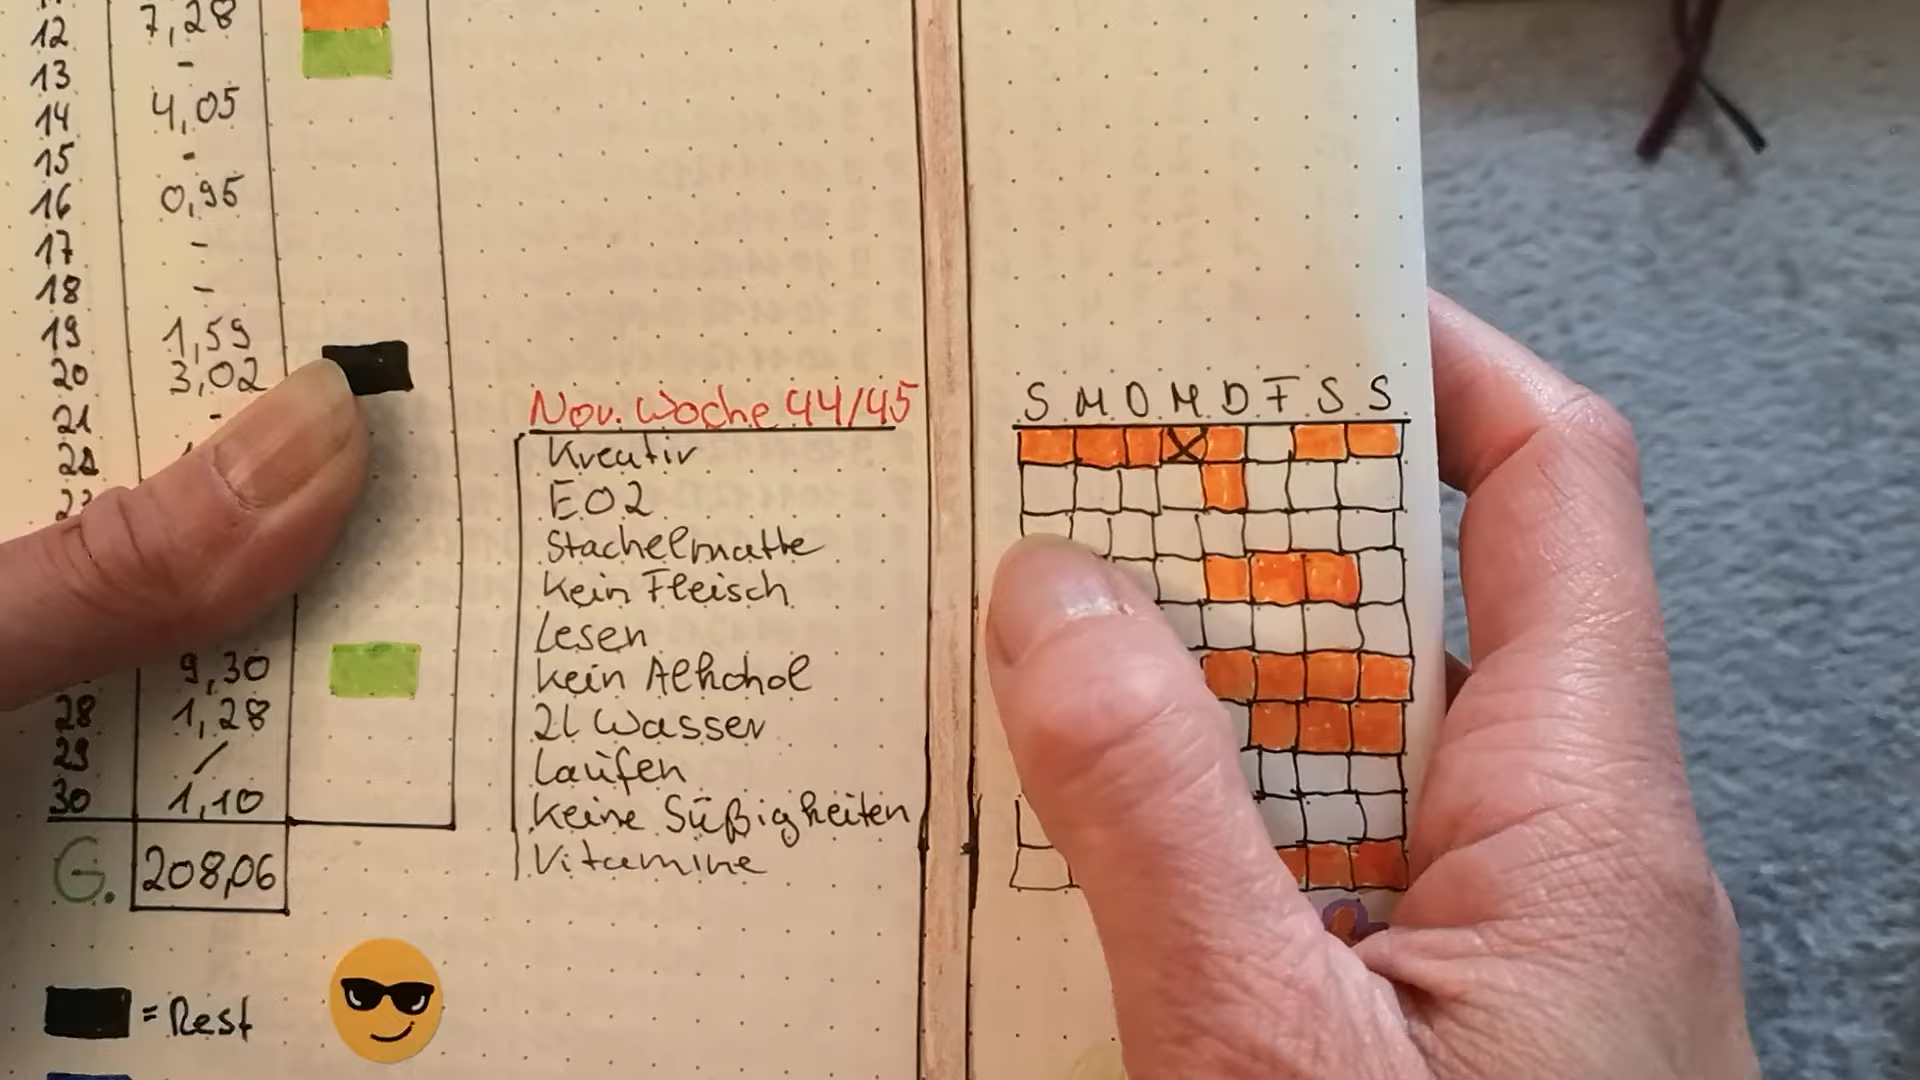 12 7,28
13 -
14 4,05
15 -
16 0,95
17 -
18 -
19 1,59
20 3,02
21 -
9,30
28 1,28
29 /
30 1,10
G. 208,06
= Rest
Nov. Woche 44/45 S M D M D F S S
Kreativ X
EO2
Stachelmatte
Kein Fleisch
Lesen
Kein Alkohol
2l Wasser
Laufen
Keine Süßigkeiten
Vitamine